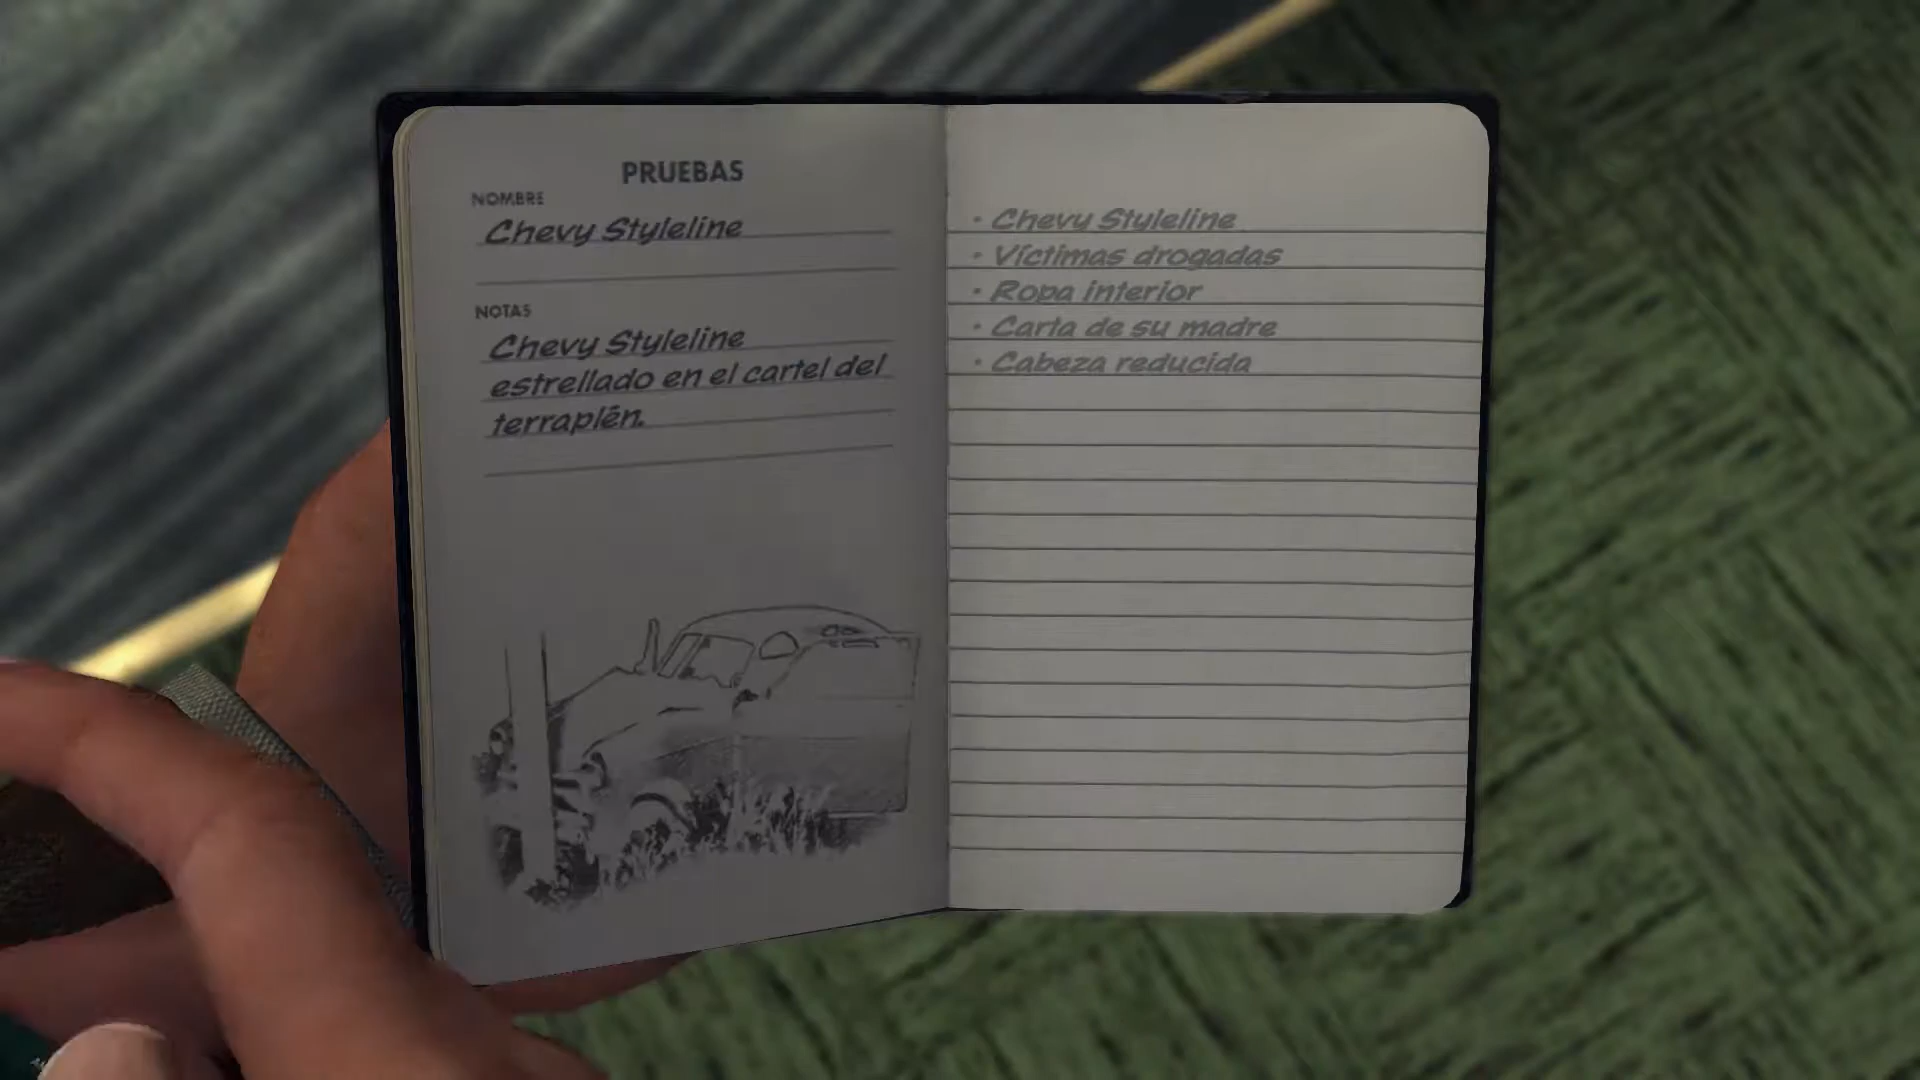 PRUEBAS
NOMBRE
Chevy Styleline
NOTAS
Chevy Styleline
estrellado en el cartel del
terraplén.
• Chevy Styleline
• Víctimas drogadas
• Ropa interior
• Carta de su madre
• Cabeza reducida